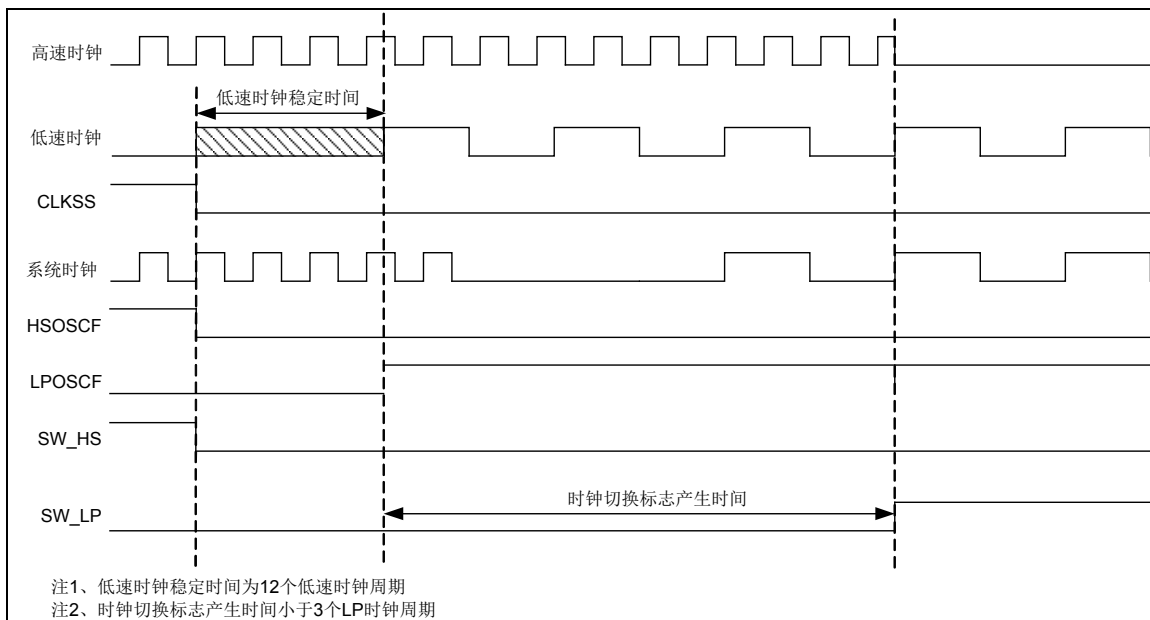 高速时钟
低速时钟稳定时间
低速时钟
CLKSS
系统时钟
HSOSCF
LPOSCF
SW_HS
时钟切换标志产生时间
SW_LP
注1、低速时钟稳定时间为12个低速时钟周期
注2、时钟切换标志产生时间小于3个LP时钟周期